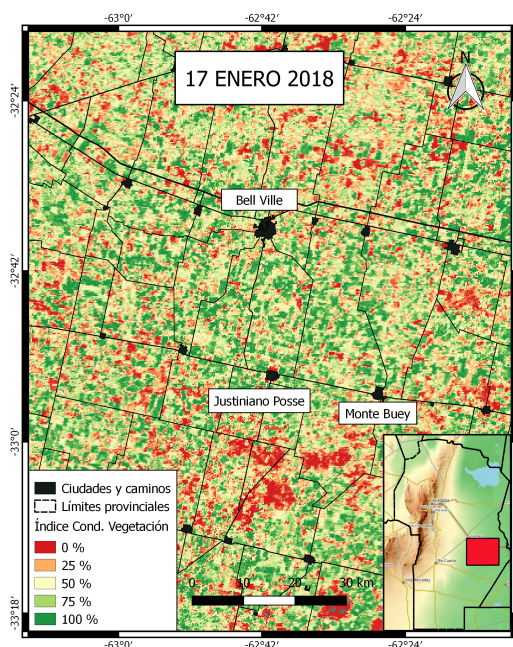 -63°0′
-62°42′
-62°24′
17 ENERO 2018
N
-32°24′
Bell Ville
-32°42′
Justiniano Posse
Monte Buey
-33°0′
Ciudades y caminos
Límites provinciales
Índice Cond. Vegetación
0 %
25 %
50 %
75 %
100 %
0
10
20
30 km
Río Cuarto
-33°18′
-63°0′
-62°42′
-62°24′